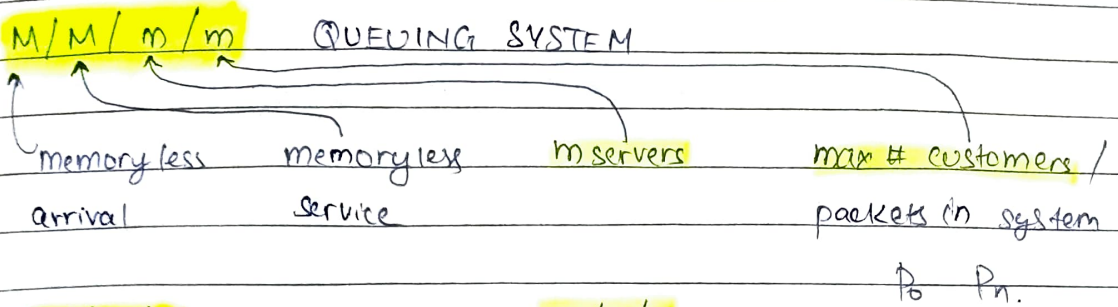 M/M/m/m QUEUING SYSTEM
memoryless memoryless m servers max # customers /
arrival service packets in system
P₀ Pn.